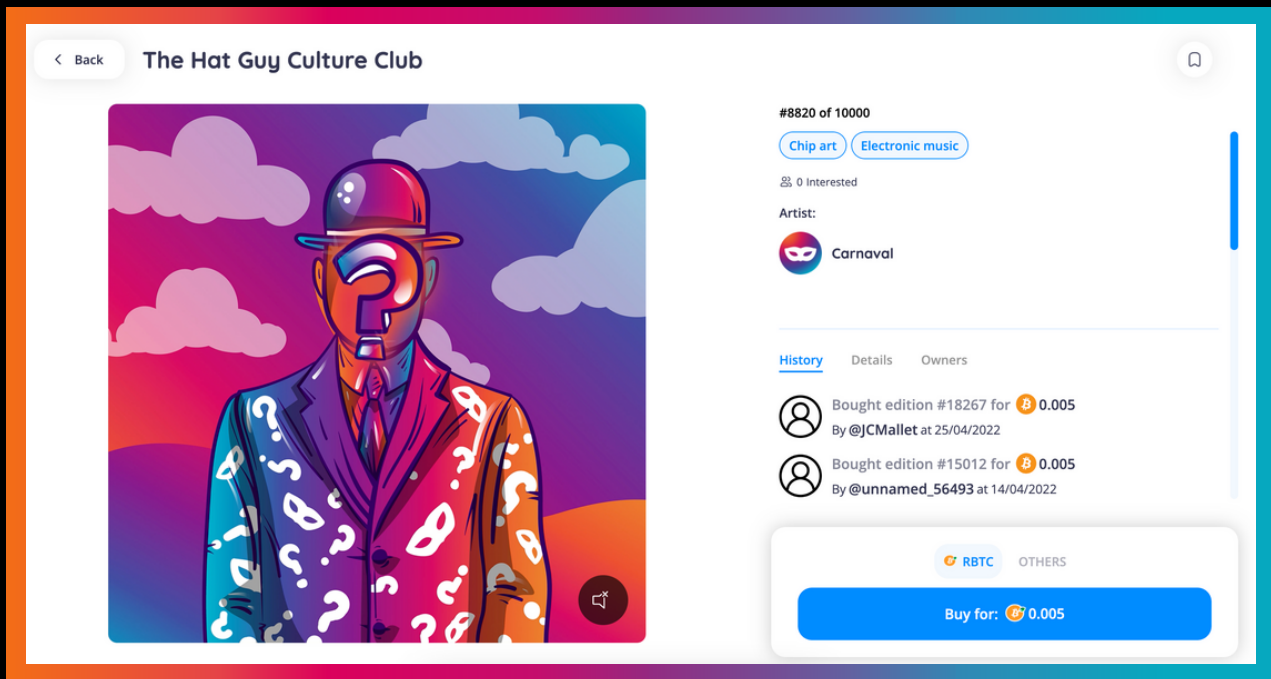 Back
The Hat Guy Culture Club
#8820 of 10000
Chip art
Electronic music
0 Interested
Artist:
Carnaval
History Details Owners
Bought edition #18267 for 0.005
By @JCMallet at 25/04/2022
Bought edition #15012 for 0.005
By @unnamed_56493 at 14/04/2022
RBTC OTHERS
Buy for: 0.005